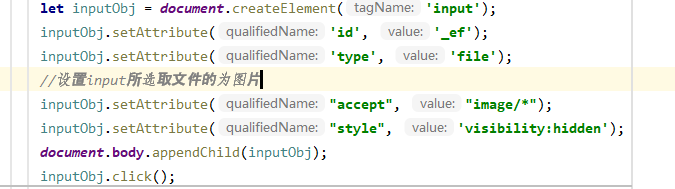 let inputObj = document.createElement( tagName: 'input');
inputObj.setAttribute( qualifiedName: 'id', value: '_ef');
inputObj.setAttribute( qualifiedName: 'type', value: 'file');
//设置input所选取文件的为图片
inputObj.setAttribute( qualifiedName: "accept", value: "image/*");
inputObj.setAttribute( qualifiedName: "style", value: 'visibility:hidden');
document.body.appendChild(inputObj);
inputObj.click();